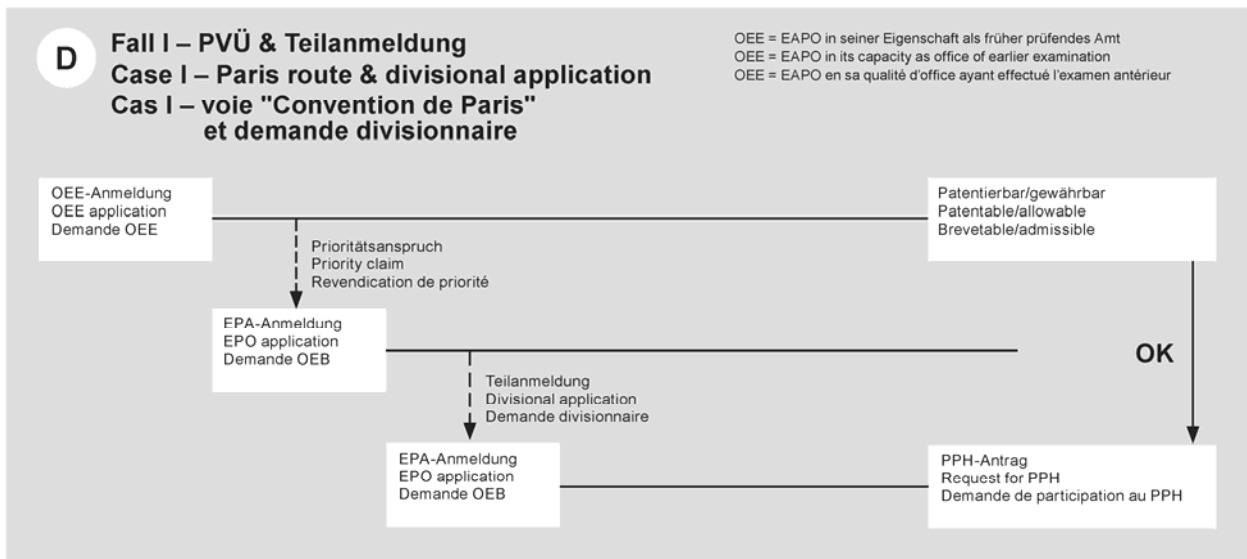 D
Fall I – PVÜ & Teilanmeldung
Case I – Paris route & divisional application
Cas I – voie "Convention de Paris"
et demande divisionnaire
OEE = EAPO in seiner Eigenschaft als früher prüfendes Amt
OEE = EAPO in its capacity as office of earlier examination
OEE = EAPO en sa qualité d'office ayant effectué l'examen antérieur
OEE-Anmeldung
OEE application
Demande OEE
Patentierbar/gewährbar
Patentable/allowable
Brevetable/admissible
Prioritätsanspruch
Priority claim
Revendication de priorité
EPA-Anmeldung
EPO application
Demande OEB
OK
Teilanmeldung
Divisional application
Demande divisionnaire
EPA-Anmeldung
EPO application
Demande OEB
PPH-Antrag
Request for PPH
Demande de participation au PPH